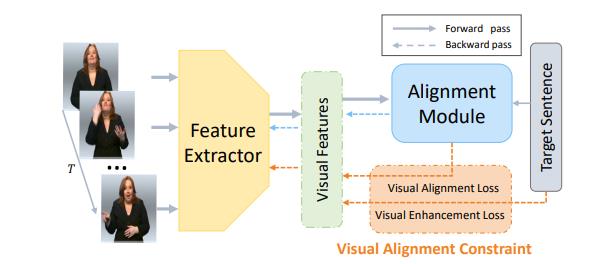 Forward pass
Backward pass
T
...
Feature
Extractor
Visual Features
Alignment
Module
Target Sentence
Visual Alignment Loss
Visual Enhancement Loss
Visual Alignment Constraint